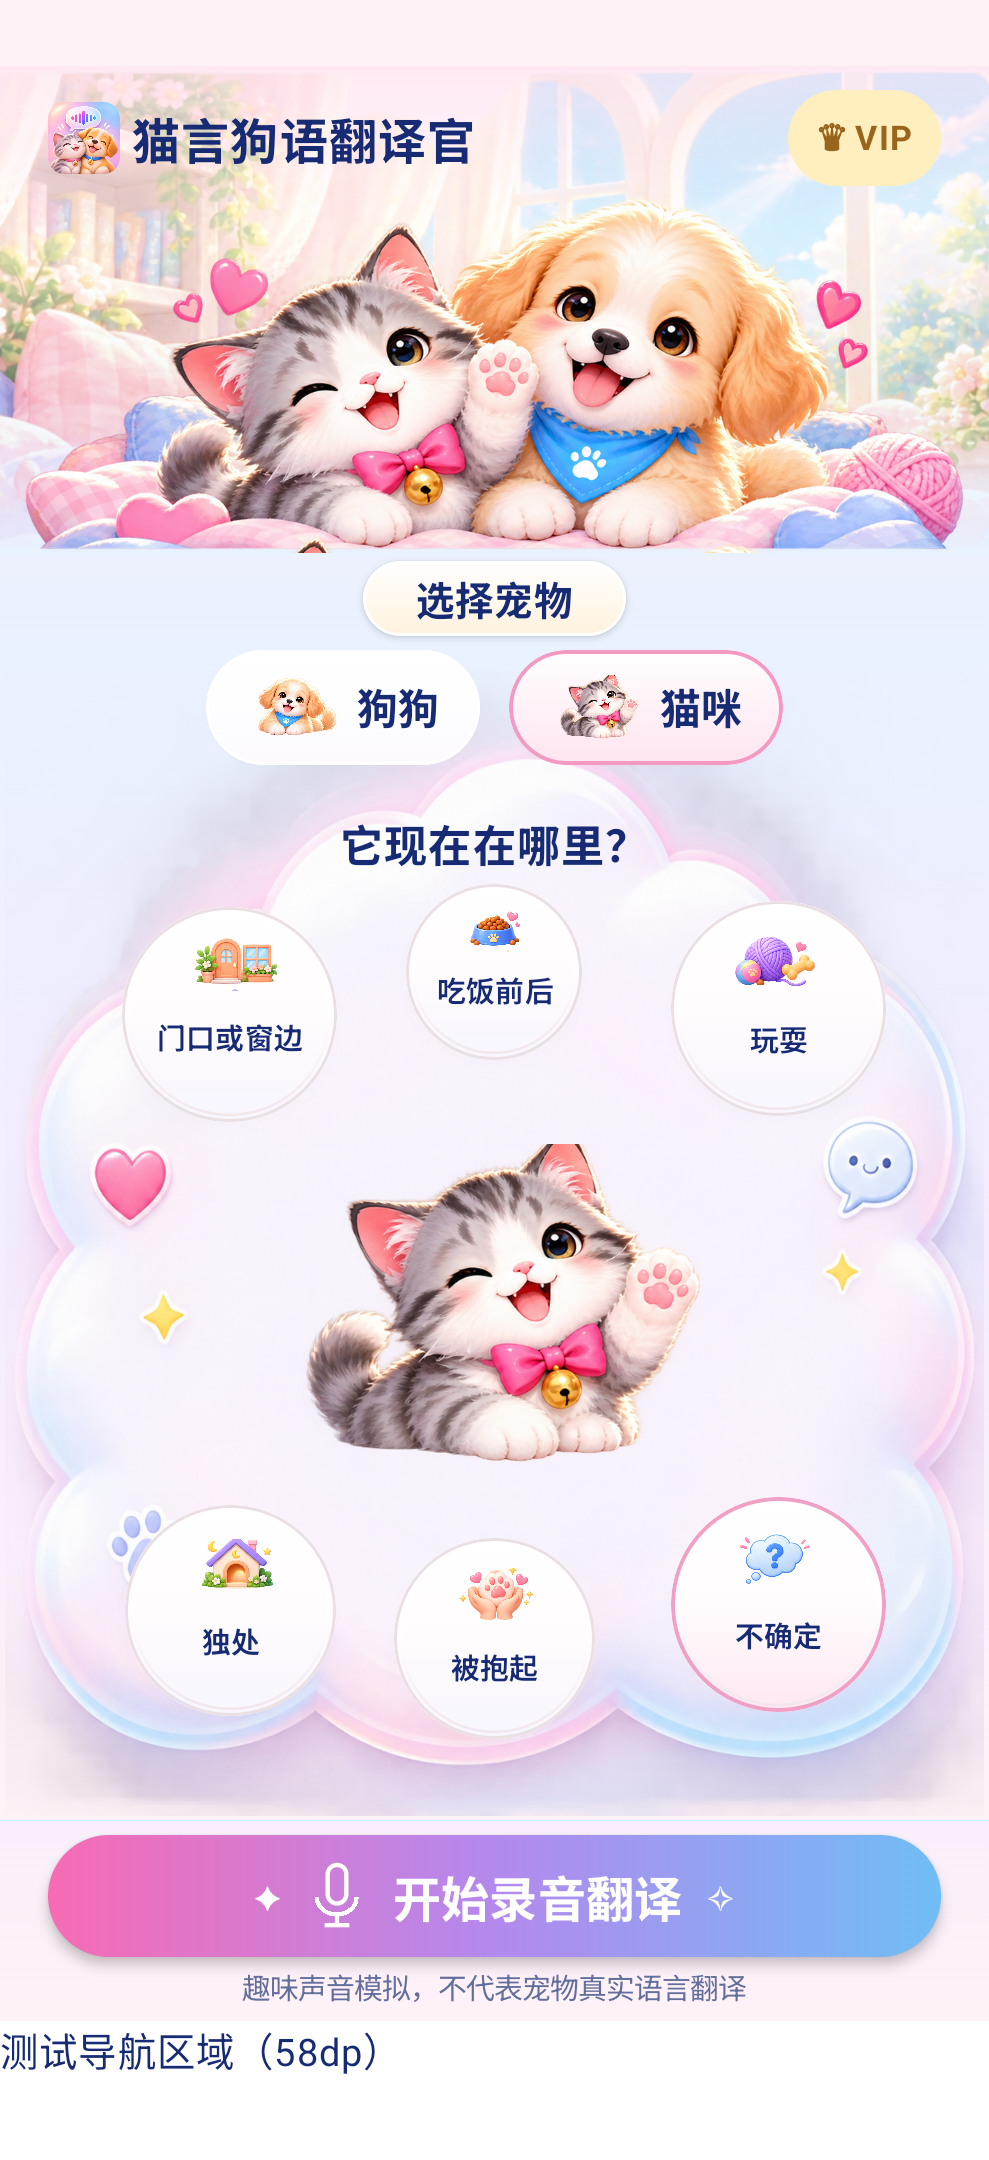 猫言狗语翻译官
VIP
选择宠物
狗狗
猫咪
它现在在哪里？
门口或窗边
吃饭前后
玩耍
独处
被抱起
不确定
开始录音翻译
趣味声音模拟，不代表宠物真实语言翻译
测试导航区域（58dp）